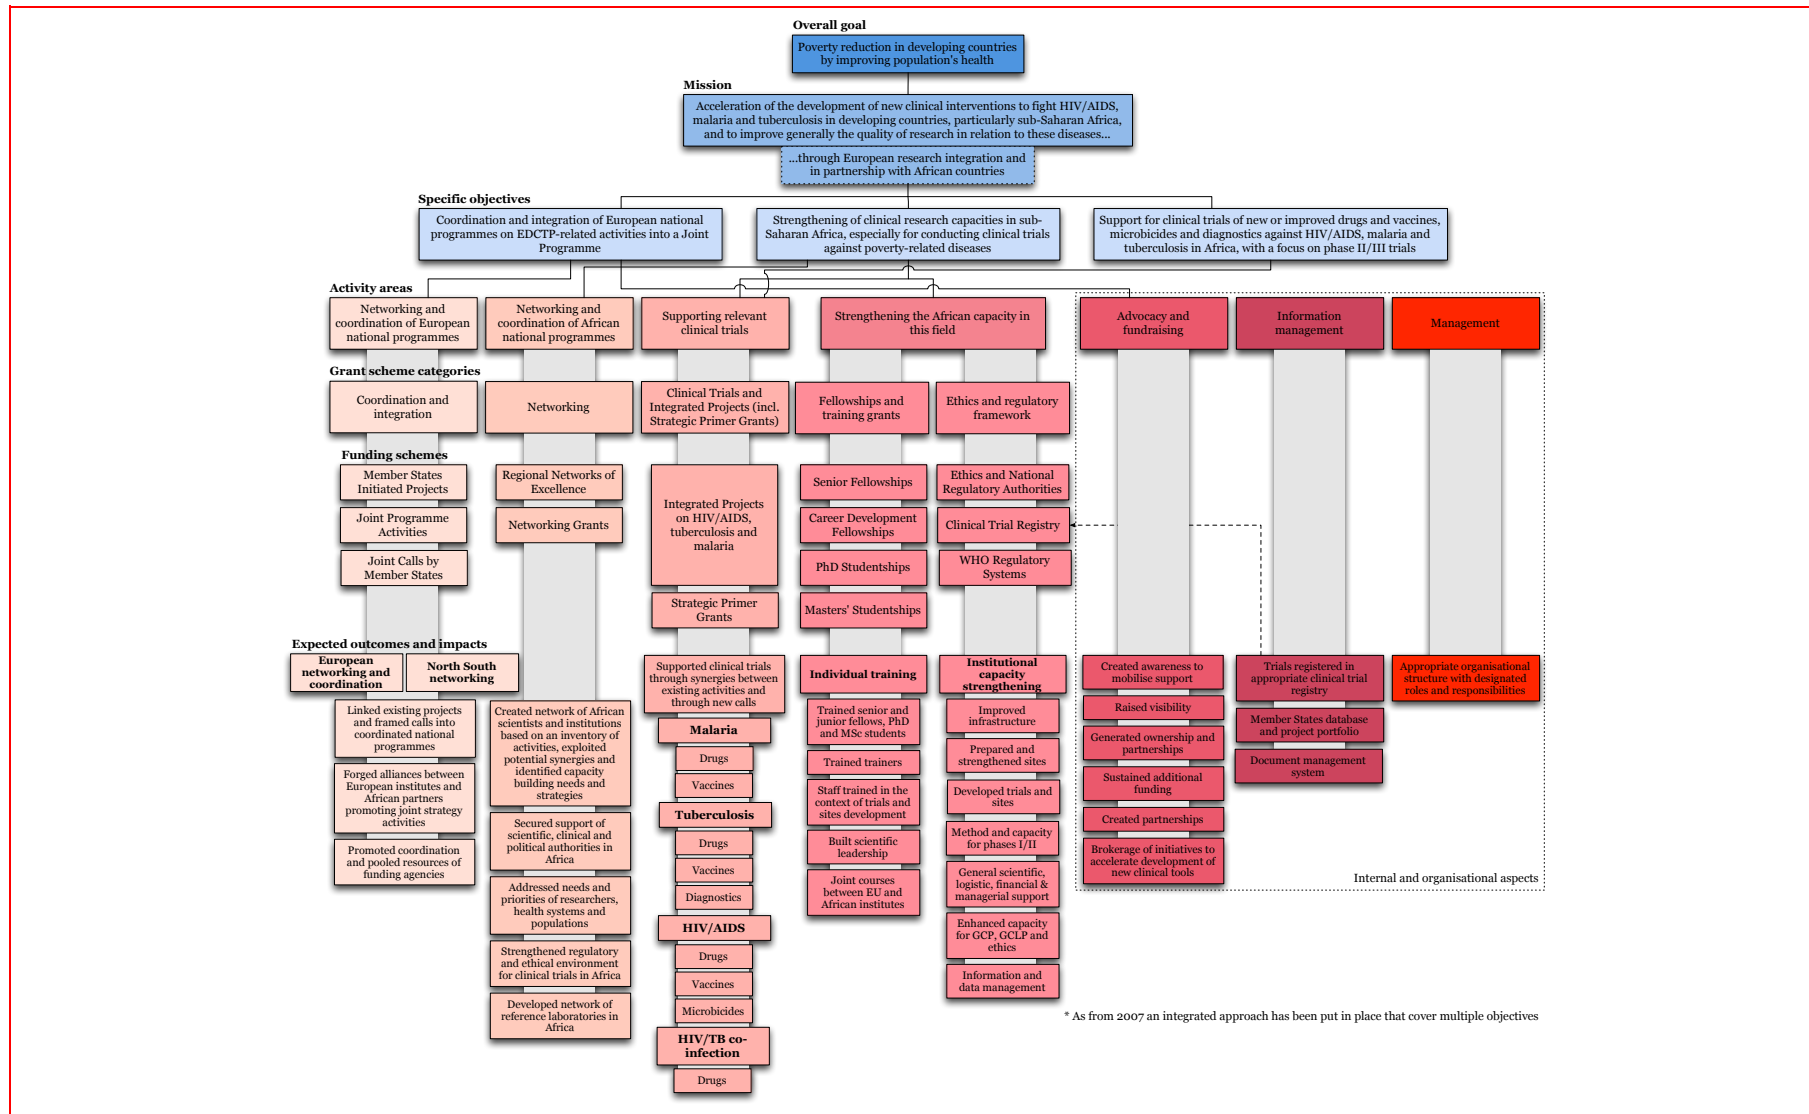 Overall goal
Poverty reduction in developing countries
by improving population's health
Mission
Acceleration of the development of new clinical interventions to fight HIV/AIDS,
malaria and tuberculosis in developing countries, particularly sub-Saharan Africa,
and to improve generally the quality of research in relation to these diseases...
...through European research integration and
in partnership with African countries
Specific objectives
Coordination and integration of European national
programmes on EDCTP-related activities into a Joint
Programme
Strengthening of clinical research capacities in sub-
Saharan Africa, especially for conducting clinical trials
against poverty-related diseases
Support for clinical trials of new or improved drugs and vaccines,
microbicides and diagnostics against HIV/AIDS, malaria and
tuberculosis in Africa, with a focus on phase II/III trials
Activity areas
Networking and
coordination of European
national programmes
Networking and
coordination of African
national programmes
Supporting relevant
clinical trials
Strengthening the African capacity in
this field
Advocacy and
fundraising
Information
management
Management
Grant scheme categories
Coordination and
integration
Networking
Clinical Trials and
Integrated Projects (incl.
Strategic Primer Grants)
Fellowships and
training grants
Ethics and regulatory
framework
Funding schemes
Member States
Initiated Projects
Joint Programme
Activities
Joint Calls by
Member States
Regional Networks of
Excellence
Networking Grants
Integrated Projects
on HIV/AIDS,
tuberculosis and
malaria
Strategic Primer
Grants
Senior Fellowships
Career Development
Fellowships
PhD Studentships
Masters' Studentships
Ethics and National
Regulatory Authorities
Clinical Trial Registry
WHO Regulatory
Systems
Expected outcomes and impacts
European
networking and
coordination
North South
networking
Linked existing projects
and framed calls into
coordinated national
programmes
Forged alliances between
European institutes and
African partners
promoting joint strategy
activities
Promoted coordination
and pooled resources of
funding agencies
Created network of African
scientists and institutions
based on an inventory of
activities, exploited
potential synergies and
identified capacity
building needs and
strategies
Secured support of
scientific, clinical and
political authorities in
Africa
Addressed needs and
priorities of researchers,
health systems and
populations
Strengthened regulatory
and ethical environment
for clinical trials in Africa
Developed network of
reference laboratories in
Africa
Supported clinical trials
through synergies between
existing activities and
through new calls
Malaria
Drugs
Vaccines
Tuberculosis
Drugs
Vaccines
Diagnostics
HIV/AIDS
Drugs
Vaccines
Microbicides
HIV/TB co-
infection
Drugs
Individual training
Trained senior and
junior fellows, PhD
and MSc students
Trained trainers
Staff trained in the
context of trials and
sites development
Built scientific
leadership
Joint courses
between EU and
African institutes
Institutional
capacity
strengthening
Improved
infrastructure
Prepared and
strengthened sites
Developed trials and
sites
Method and capacity
for phases I/II
General scientific,
logistic, financial &
managerial support
Enhanced capacity
for GCP, GCLP and
ethics
Information and
data management
Created awareness to
mobilise support
Raised visibility
Generated ownership and
partnerships
Sustained additional
funding
Created partnerships
Brokerage of initiatives to
accelerate development of
new clinical tools
Trials registered in
appropriate clinical trial
registry
Member States database
and project portfolio
Document management
system
Appropriate organisational
structure with designated
roles and responsibilities
Internal and organisational aspects
* As from 2007 an integrated approach has been put in place that cover multiple objectives